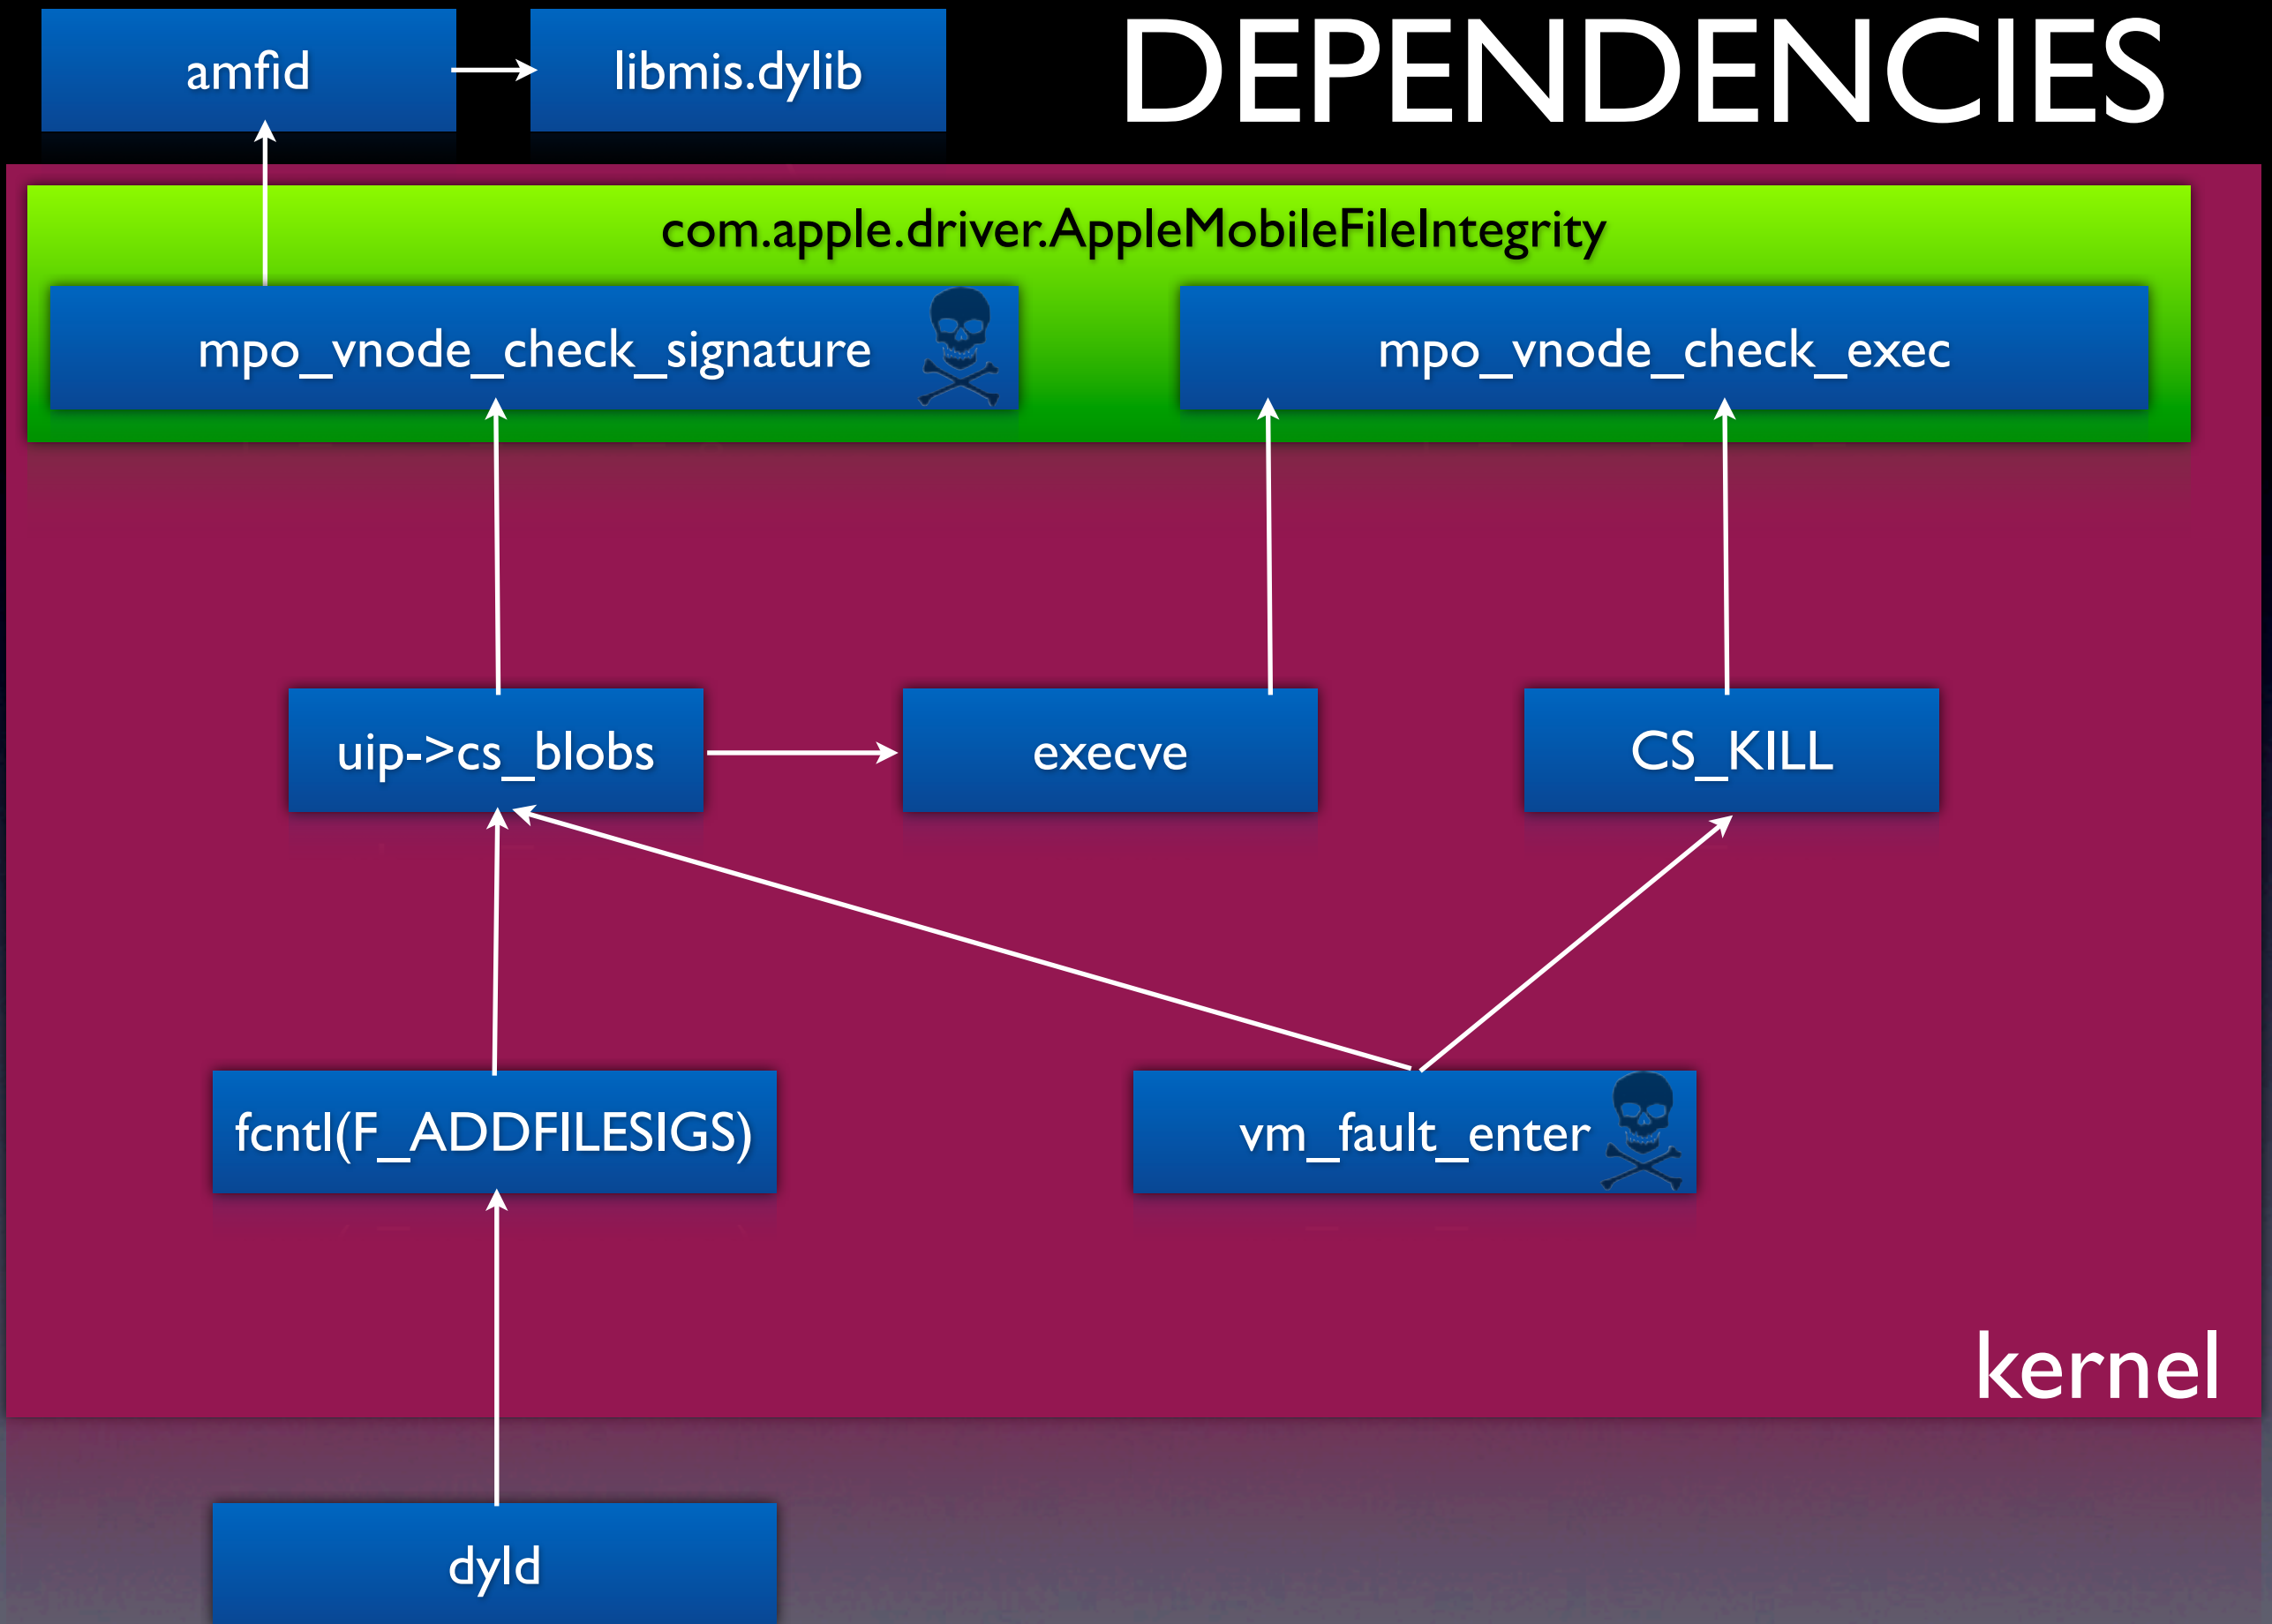 DEPENDENCIES
amfid
libmis.dylib
com.apple.driver.AppleMobileFileIntegrity
mpo_vnode_check_signature
mpo_vnode_check_exec
uip->cs_blobs
execve
CS_KILL
fcntl(F_ADDFILESIGS)
vm_fault_enter
kernel
dyld